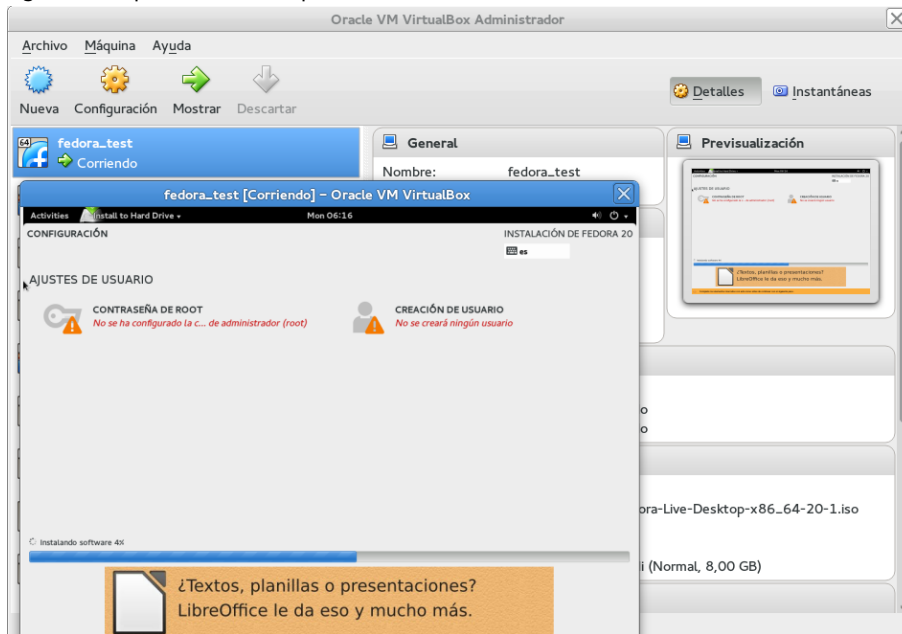 Oracle VM VirtualBox Administrador
Archivo Máquina Ayuda
Nueva Configuración Mostrar Descartar
Detalles Instantáneas
64
fedora_test
Corriendo
General
Nombre: fedora_test
Previsualización
fedora_test [Corriendo] - Oracle VM VirtualBox
Activities Install to Hard Drive Mon 06:16
CONFIGURACIÓN
INSTALACIÓN DE FEDORA 20
es
AJUSTES DE USUARIO
CONTRASEÑA DE ROOT
No se ha configurado la c... de administrador (root)
CREACIÓN DE USUARIO
No se creará ningún usuario
Instalando software 4%
¿Textos, planillas o presentaciones?
LibreOffice le da eso y mucho más.
o
o
ora-Live-Desktop-x86_64-20-1.iso
i (Normal, 8,00 GB)